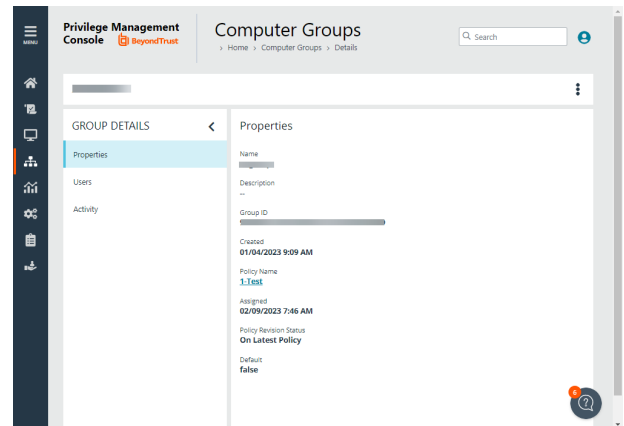 MENU
Privilege Management
Console BeyondTrust
Computer Groups
› Home › Computer Groups › Details
Search
GROUP DETAILS
Properties
Users
Activity
Properties
Name
Description
--
Group ID
Created
01/04/2023 9:09 AM
Policy Name
1-Test
Assigned
02/09/2023 7:46 AM
Policy Revision Status
On Latest Policy
Default
false
6